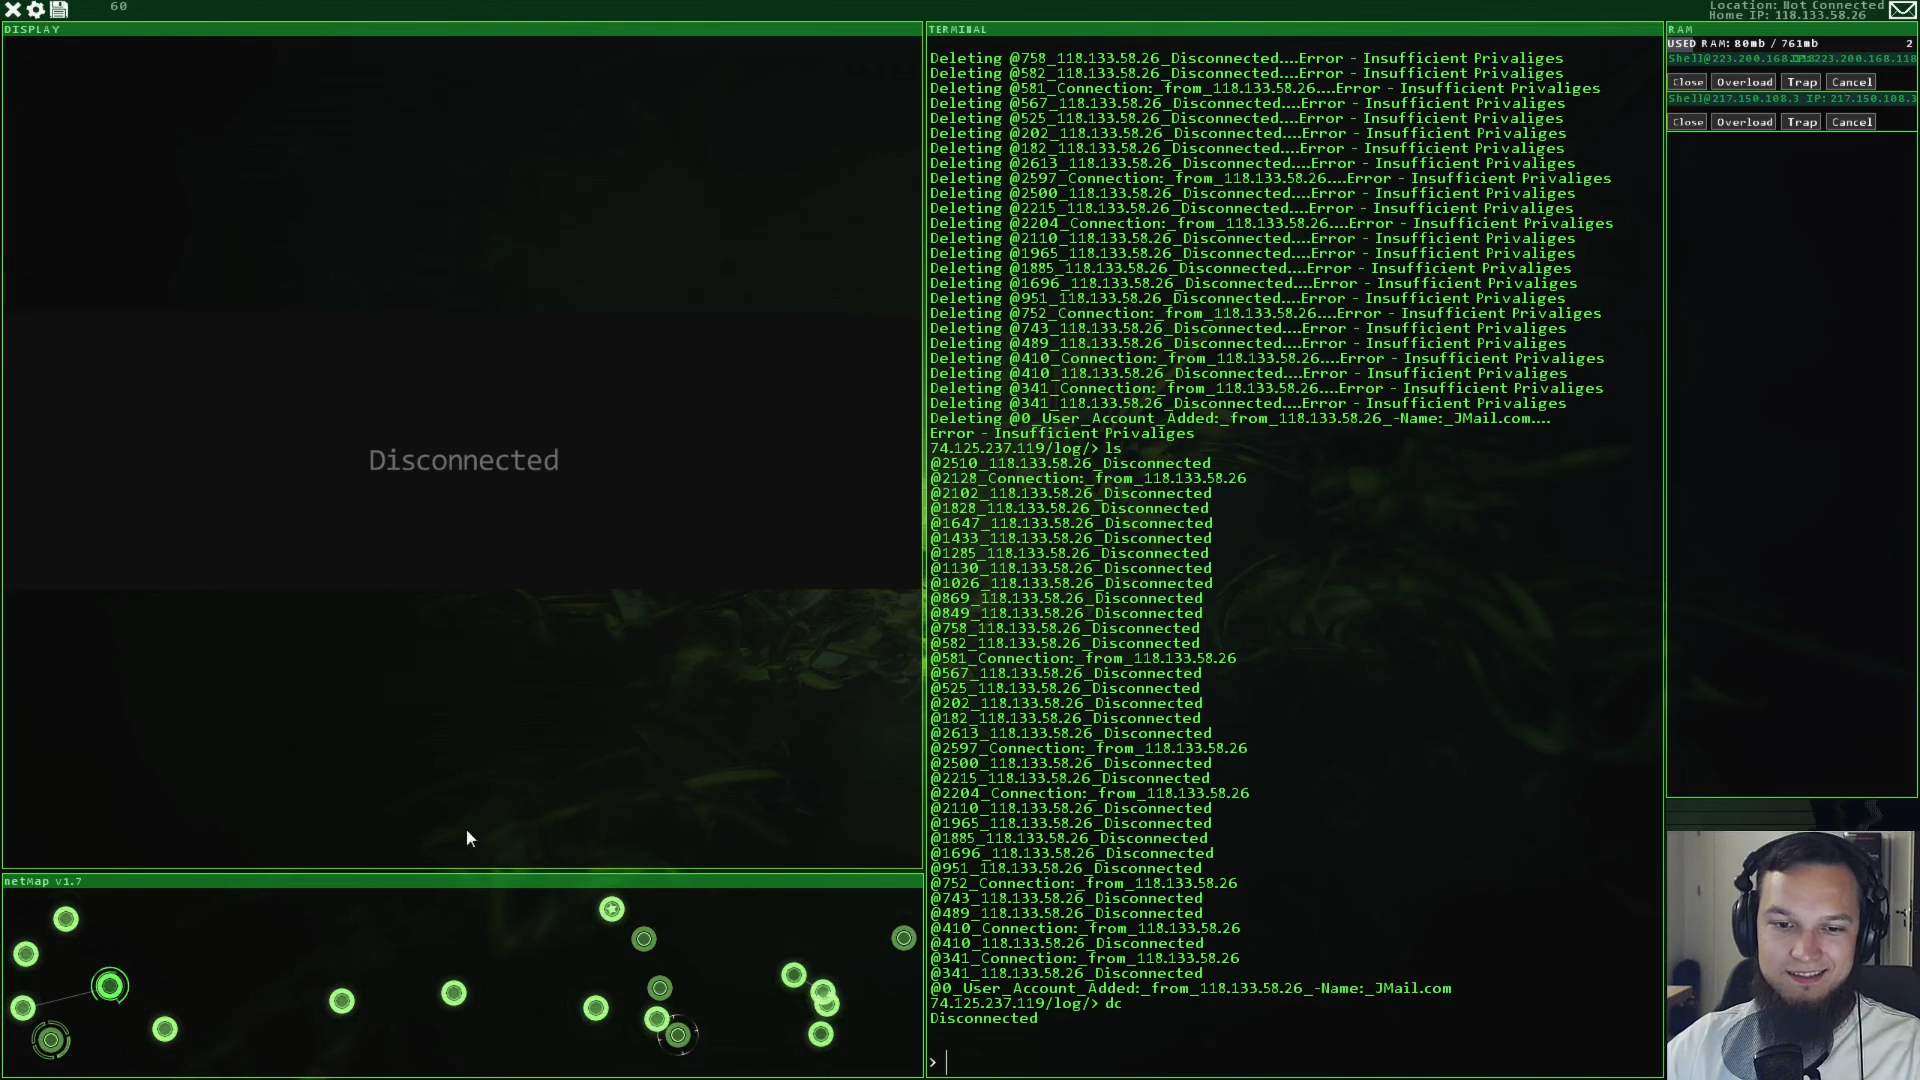 60
Location: Not Connected
Home IP: 118.133.58.26
DISPLAY
Disconnected
TERMINAL
Deleting @758_118.133.58.26_Disconnected....Error - Insufficient Privaliges
Deleting @582_118.133.58.26_Disconnected....Error - Insufficient Privaliges
Deleting @581_Connection:_from_118.133.58.26....Error - Insufficient Privaliges
Deleting @567_118.133.58.26_Disconnected....Error - Insufficient Privaliges
Deleting @525_118.133.58.26_Disconnected....Error - Insufficient Privaliges
Deleting @202_118.133.58.26_Disconnected....Error - Insufficient Privaliges
Deleting @182_118.133.58.26_Disconnected....Error - Insufficient Privaliges
Deleting @2613_118.133.58.26_Disconnected....Error - Insufficient Privaliges
Deleting @2597_Connection:_from_118.133.58.26....Error - Insufficient Privaliges
Deleting @2500_118.133.58.26_Disconnected....Error - Insufficient Privaliges
Deleting @2215_118.133.58.26_Disconnected....Error - Insufficient Privaliges
Deleting @2204_Connection:_from_118.133.58.26....Error - Insufficient Privaliges
Deleting @2110_118.133.58.26_Disconnected....Error - Insufficient Privaliges
Deleting @1965_118.133.58.26_Disconnected....Error - Insufficient Privaliges
Deleting @1885_118.133.58.26_Disconnected....Error - Insufficient Privaliges
Deleting @1696_118.133.58.26_Disconnected....Error - Insufficient Privaliges
Deleting @951_118.133.58.26_Disconnected....Error - Insufficient Privaliges
Deleting @752_Connection:_from_118.133.58.26....Error - Insufficient Privaliges
Deleting @743_118.133.58.26_Disconnected....Error - Insufficient Privaliges
Deleting @489_118.133.58.26_Disconnected....Error - Insufficient Privaliges
Deleting @410_Connection:_from_118.133.58.26....Error - Insufficient Privaliges
Deleting @410_118.133.58.26_Disconnected....Error - Insufficient Privaliges
Deleting @341_Connection:_from_118.133.58.26....Error - Insufficient Privaliges
Deleting @341_118.133.58.26_Disconnected....Error - Insufficient Privaliges
Deleting @0_User_Account_Added:_from_118.133.58.26_-Name:_JMail.com....
Error - Insufficient Privaliges
74.125.237.119/log/> ls
@2510_118.133.58.26_Disconnected
@2128_Connection:_from_118.133.58.26
@2102_118.133.58.26_Disconnected
@1828_118.133.58.26_Disconnected
@1647_118.133.58.26_Disconnected
@1433_118.133.58.26_Disconnected
@1285_118.133.58.26_Disconnected
@1130_118.133.58.26_Disconnected
@1026_118.133.58.26_Disconnected
@869_118.133.58.26_Disconnected
@849_118.133.58.26_Disconnected
@758_118.133.58.26_Disconnected
@582_118.133.58.26_Disconnected
@581_Connection:_from_118.133.58.26
@567_118.133.58.26_Disconnected
@525_118.133.58.26_Disconnected
@202_118.133.58.26_Disconnected
@182_118.133.58.26_Disconnected
@2613_118.133.58.26_Disconnected
@2597_Connection:_from_118.133.58.26
@2500_118.133.58.26_Disconnected
@2215_118.133.58.26_Disconnected
@2204_Connection:_from_118.133.58.26
@2110_118.133.58.26_Disconnected
@1965_118.133.58.26_Disconnected
@1885_118.133.58.26_Disconnected
@1696_118.133.58.26_Disconnected
@951_118.133.58.26_Disconnected
@752_Connection:_from_118.133.58.26
@743_118.133.58.26_Disconnected
@489_118.133.58.26_Disconnected
@410_Connection:_from_118.133.58.26
@410_118.133.58.26_Disconnected
@341_Connection:_from_118.133.58.26
@341_118.133.58.26_Disconnected
@0_User_Account_Added:_from_118.133.58.26_-Name:_JMail.com
74.125.237.119/log/> dc
Disconnected
>
RAM
USED RAM: 80mb / 761mb 2
Shell@223.200.168. 223.200.168.118
Close Overload Trap Cancel
Shell@217.150.108.3 IP: 217.150.108.3
Close Overload Trap Cancel
netMap v1.7